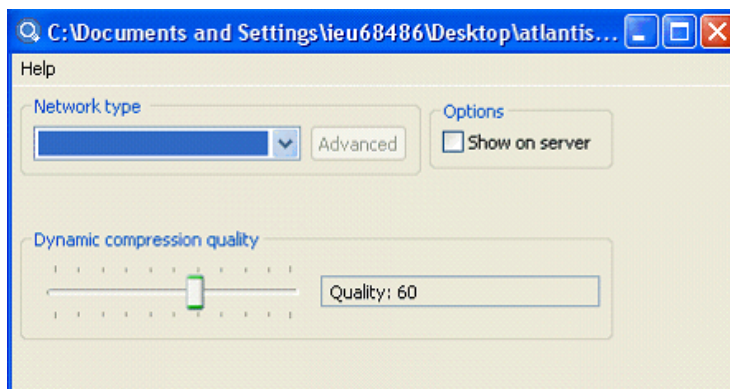 C:\Documents and Settings\ieu68486\Desktop\atlantis...
Help
Network type
Options
Advanced
Show on server
Dynamic compression quality
Quality: 60